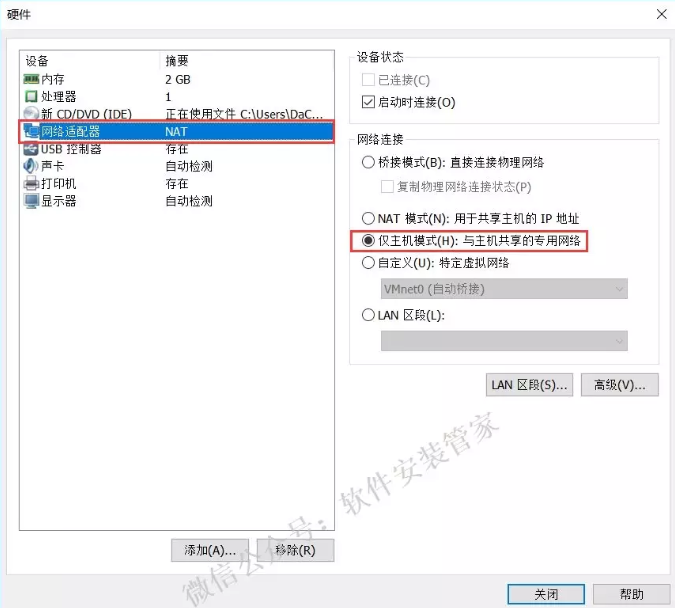 硬件
设备 摘要
内存 2 GB
处理器 1
新 CD/DVD (IDE) 正在使用文件 C:\Users\DaC...
网络适配器 NAT
USB 控制器 存在
声卡 自动检测
打印机 存在
显示器 自动检测
添加(A)...
移除(R)
设备状态
已连接(C)
启动时连接(O)
网络连接
桥接模式(B): 直接连接物理网络
复制物理网络连接状态(P)
NAT 模式(N): 用于共享主机的 IP 地址
仅主机模式(H): 与主机共享的专用网络
自定义(U): 特定虚拟网络
VMnet0 (自动桥接)
LAN 区段(L):
LAN 区段(S)...
高级(V)...
微信公众号：软件安装管家
关闭
帮助